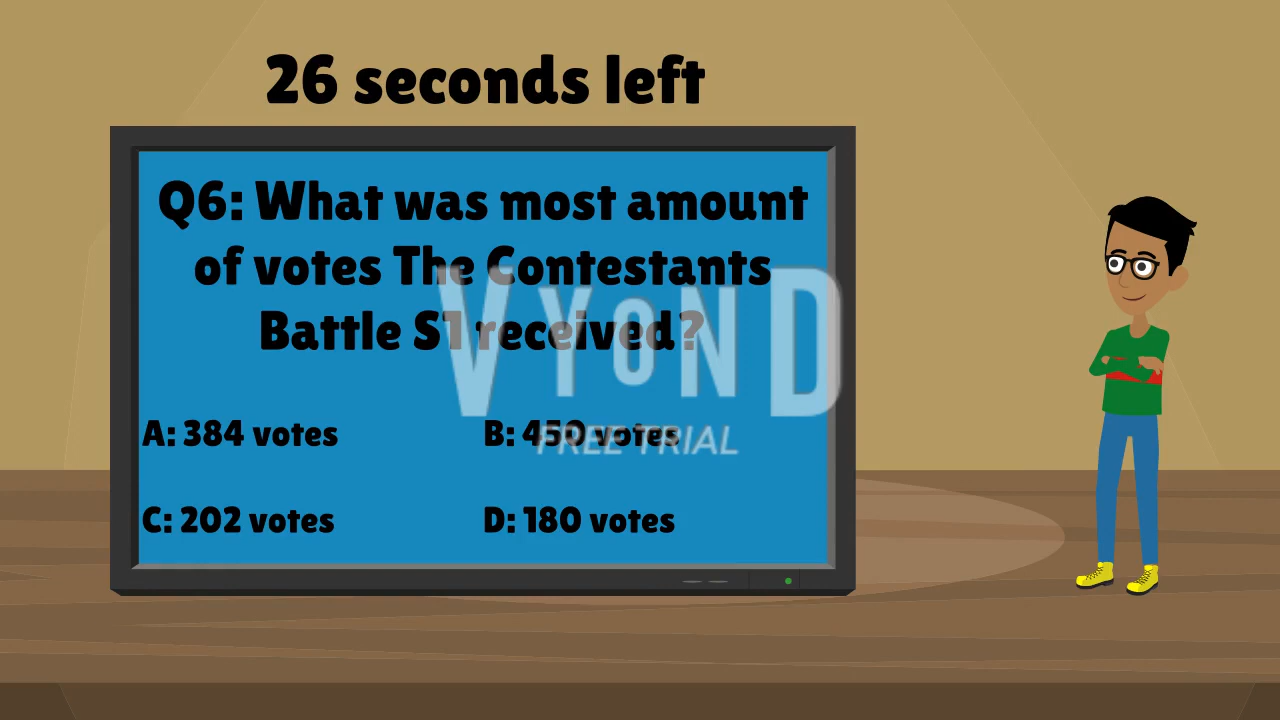 26 seconds left
Q6: What was most amount
of votes The Contestants
Battle S1 received?
A: 384 votes
B: 450 votes
C: 202 votes
D: 180 votes
VYOND
FREE TRIAL